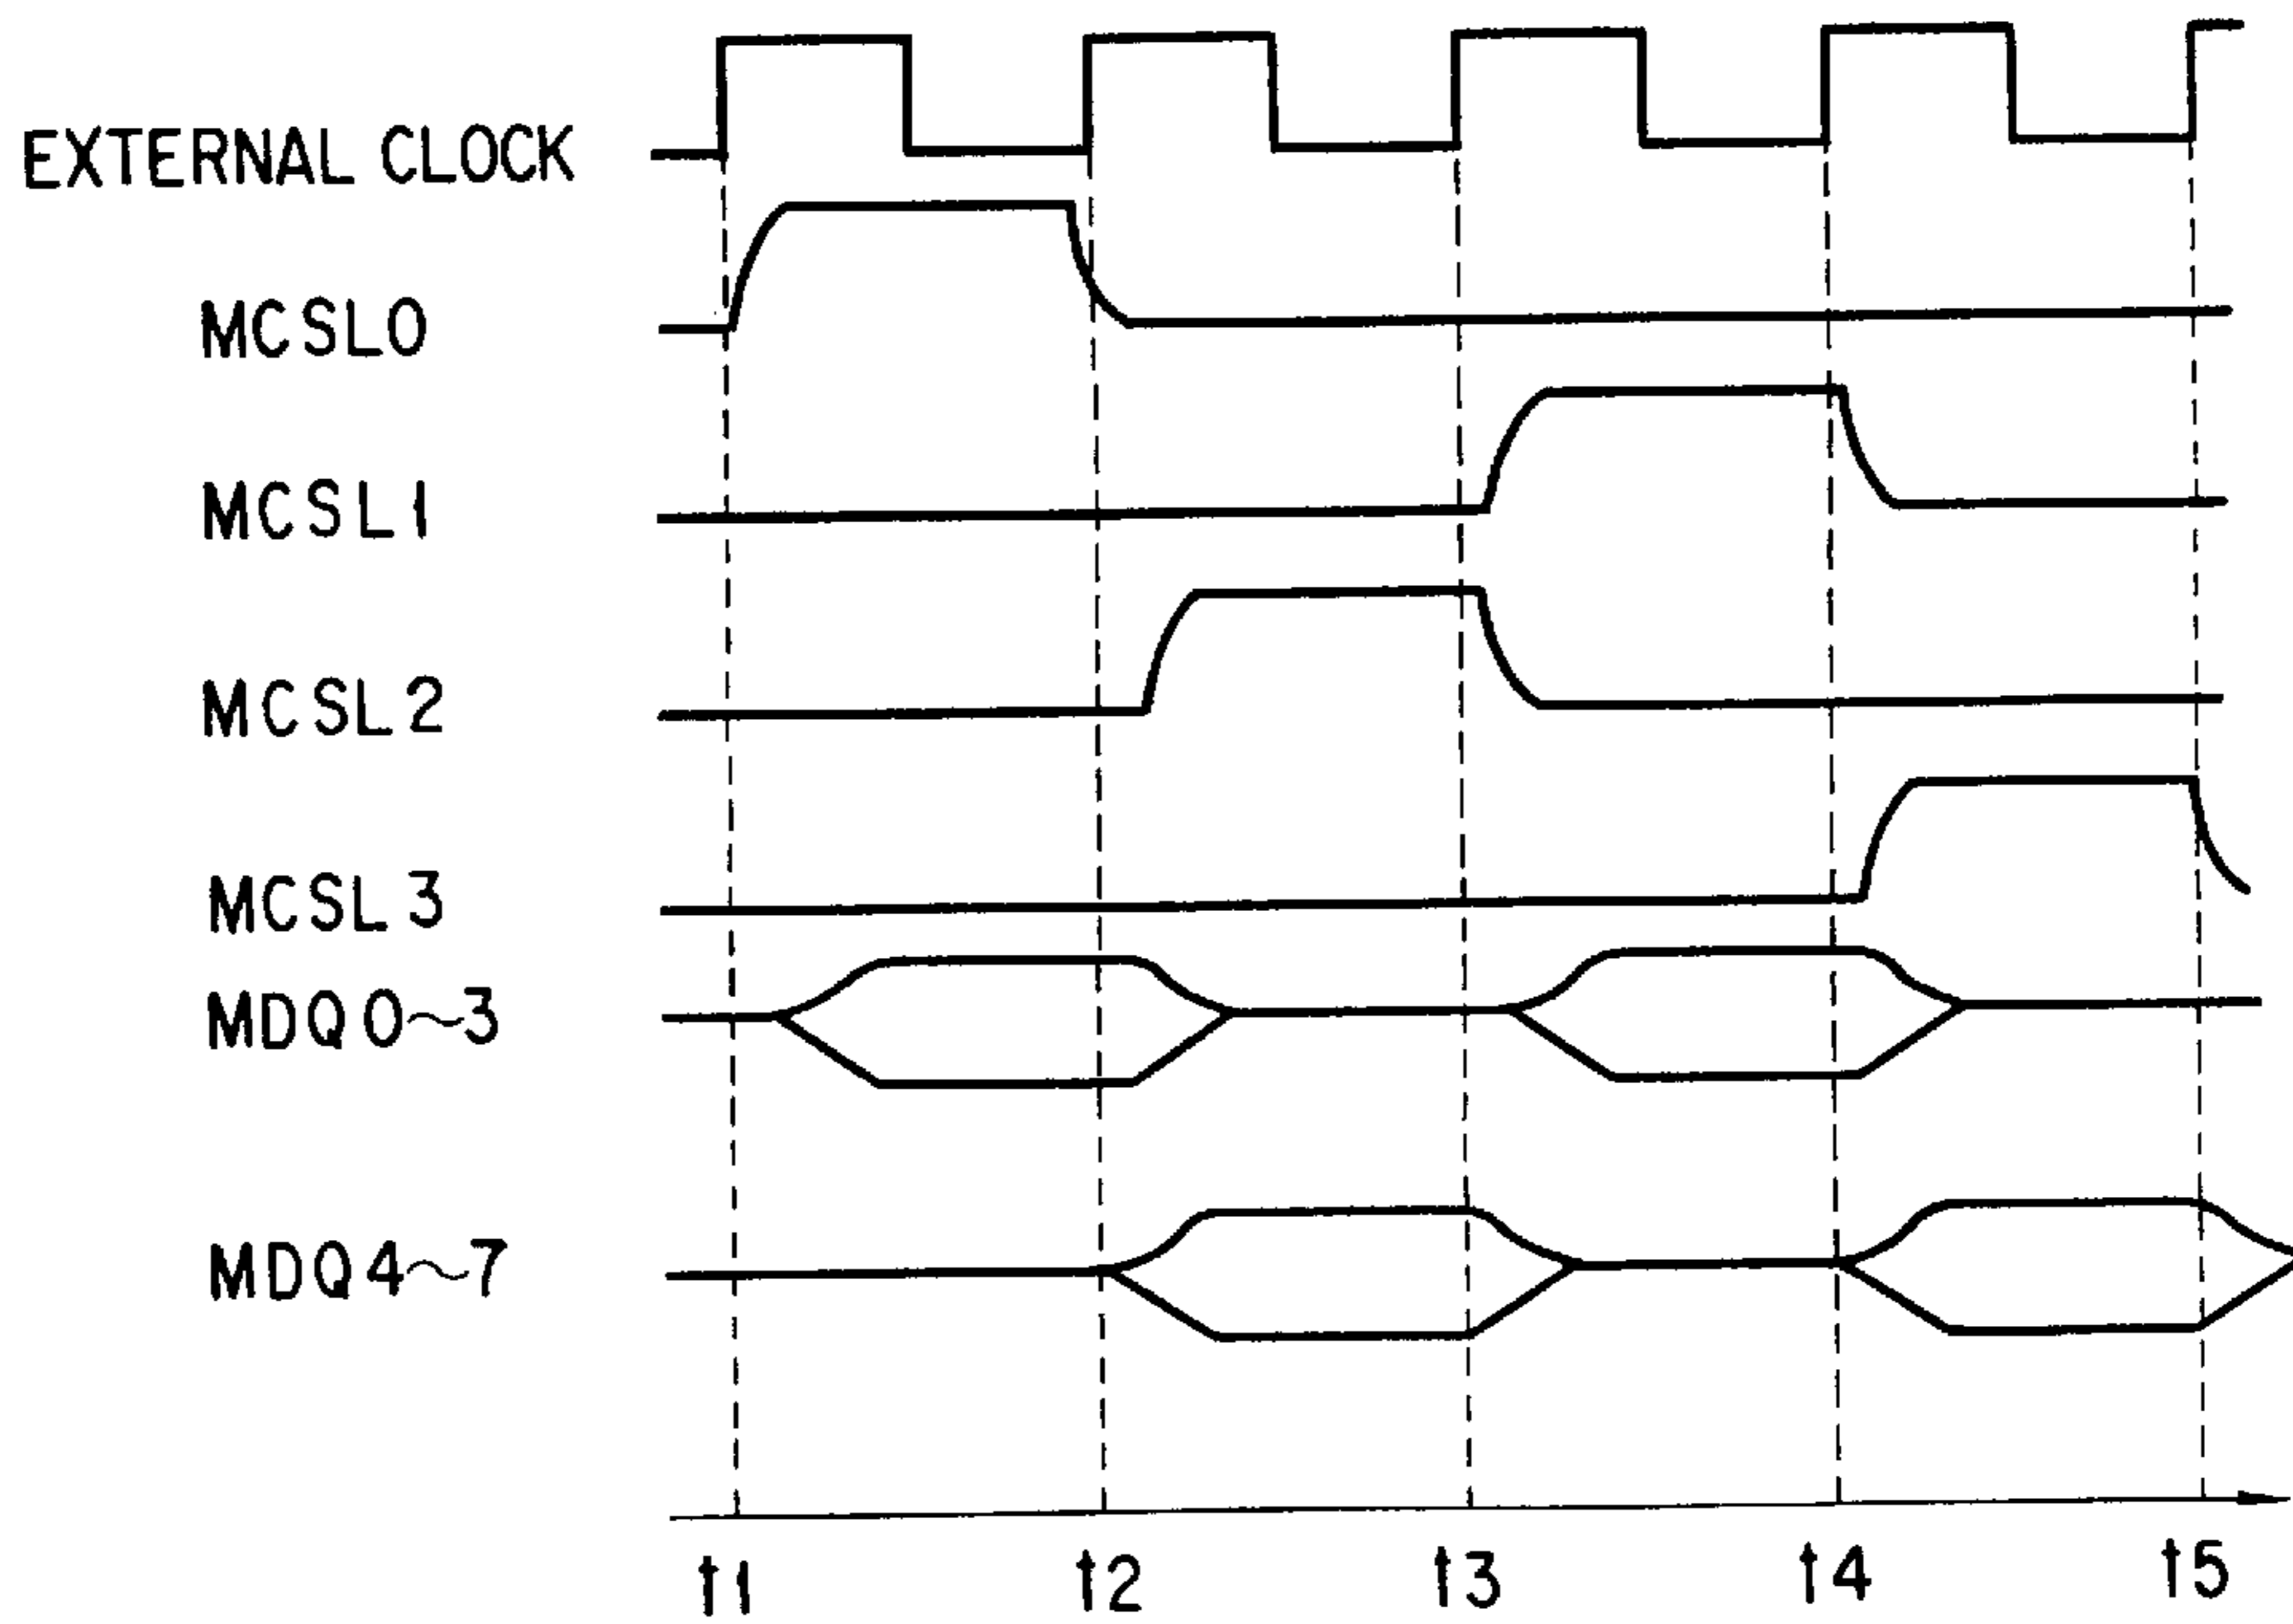 EXTERNAL CLOCK
MCSL0
MCSL1
MCSL2
MCSL3
MDQ0~3
MDQ4~7
t1 t2 t3 t4 t5